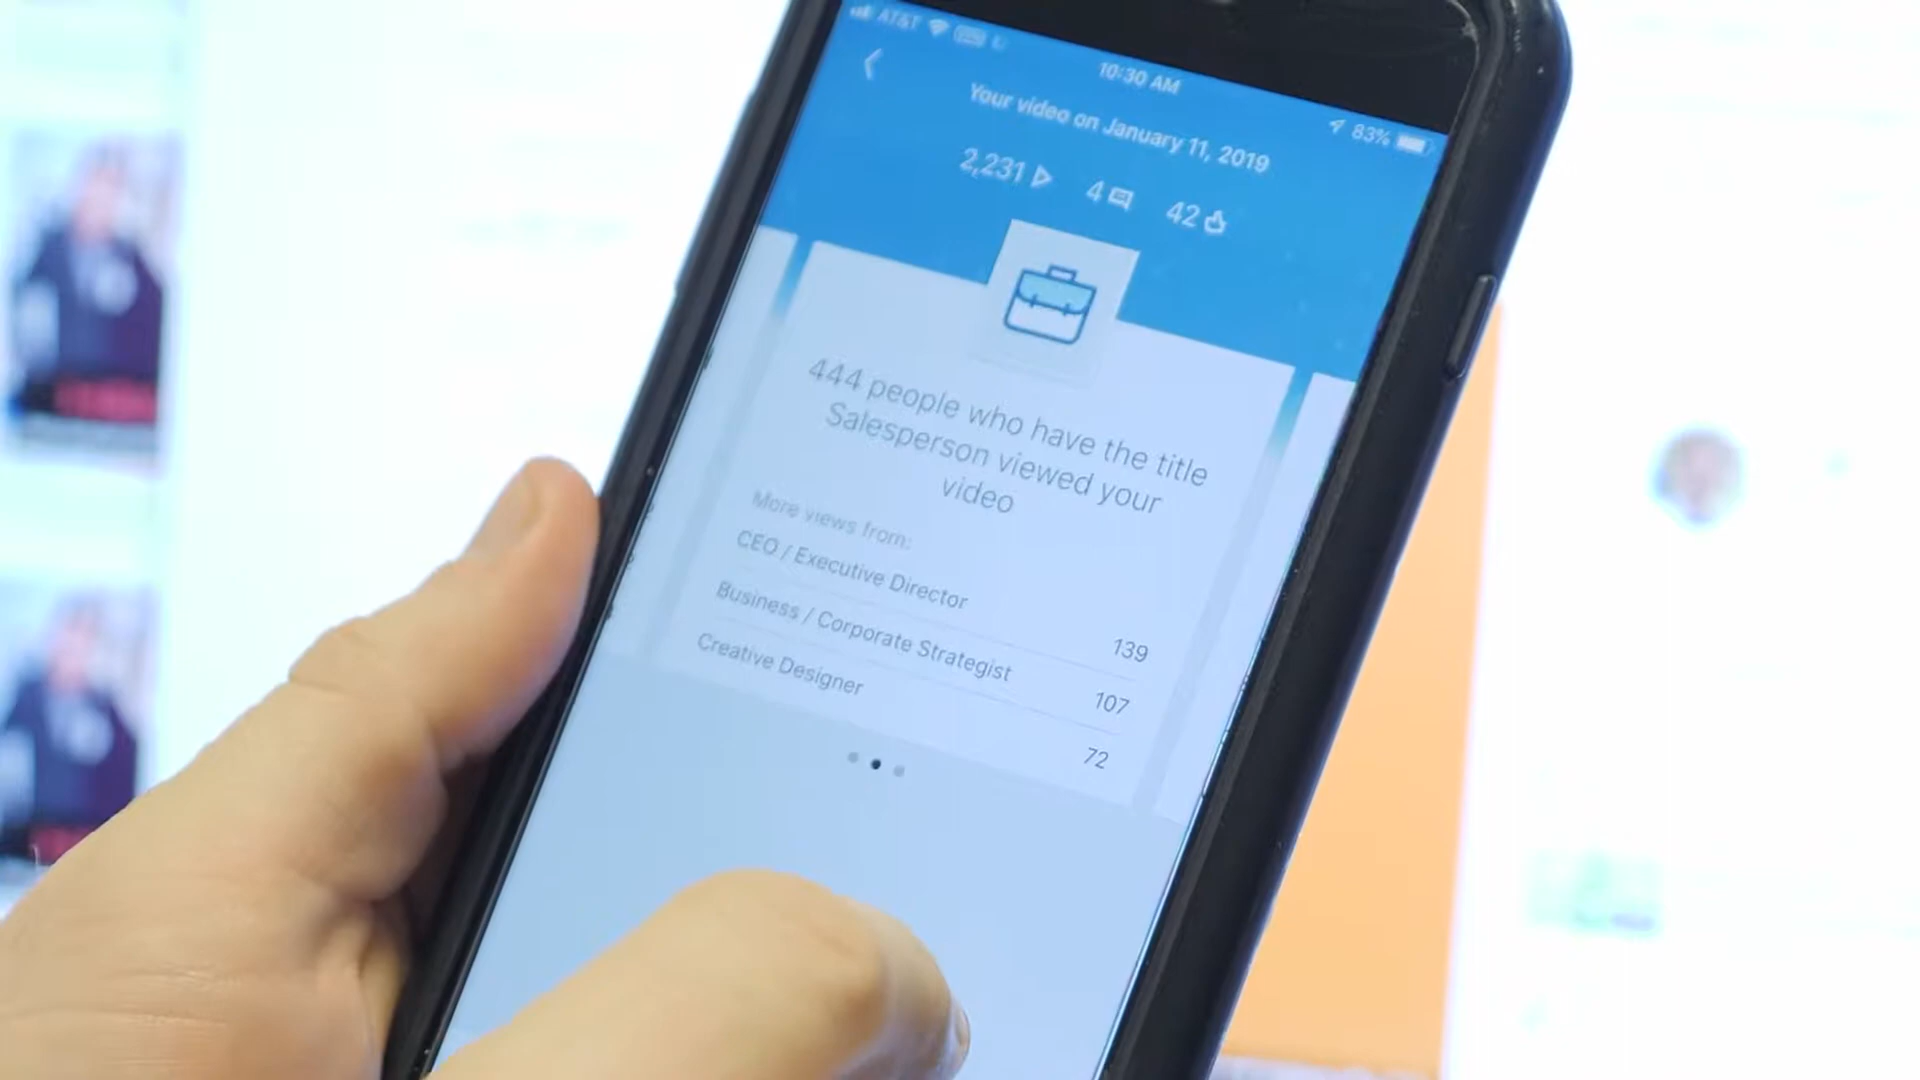 AT&T
10:30 AM
83%
Your video on January 11, 2019
2,231 4 42
444 people who have the title
Salesperson viewed your
video
More views from:
CEO / Executive Director 139
Business / Corporate Strategist 107
Creative Designer 72